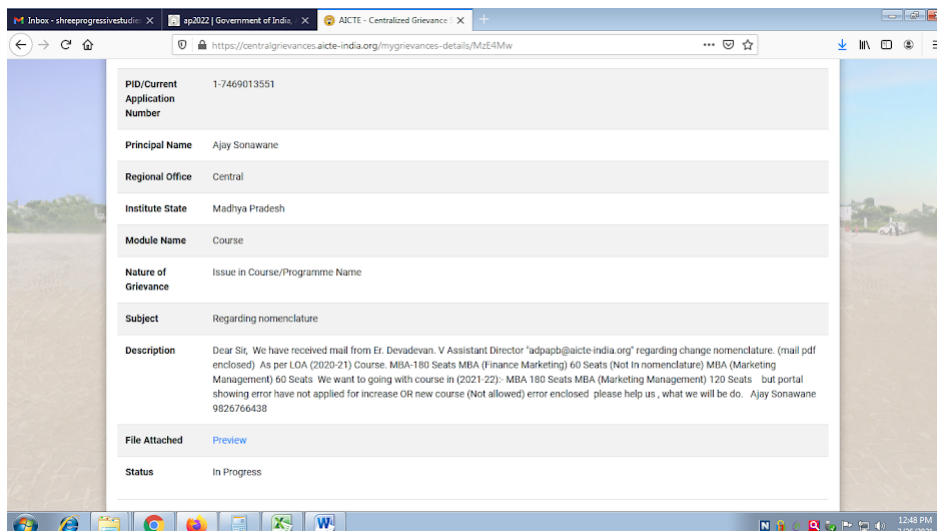 Inbox - shreeprogressivestudie
ap2022 | Government of India,
AICTE - Centralized Grievance
https://centralgrievances.aicte-india.org/mygrievances-details/MzE4Mw
PID/Current Application Number 1-7469013551
Principal Name Ajay Sonawane
Regional Office Central
Institute State Madhya Pradesh
Module Name Course
Nature of Grievance Issue in Course/Programme Name
Subject Regarding nomenclature
Description Dear Sir, We have received mail from Er. Devadevan. V Assistant Director "adpapb@aicte-india.org" regarding change nomenclature. (mail pdf
enclosed) As per LOA (2020-21) Course. MBA-180 Seats MBA (Finance Marketing) 60 Seats (Not In nomenclature) MBA (Marketing
Management) 60 Seats We want to going with course in (2021-22):- MBA 180 Seats MBA (Marketing Management) 120 Seats but portal
showing error have not applied for increase OR new course (Not allowed) error enclosed please help us , what we will be do. Ajay Sonawane
9826766438
File Attached Preview
Status In Progress
12:48 PM